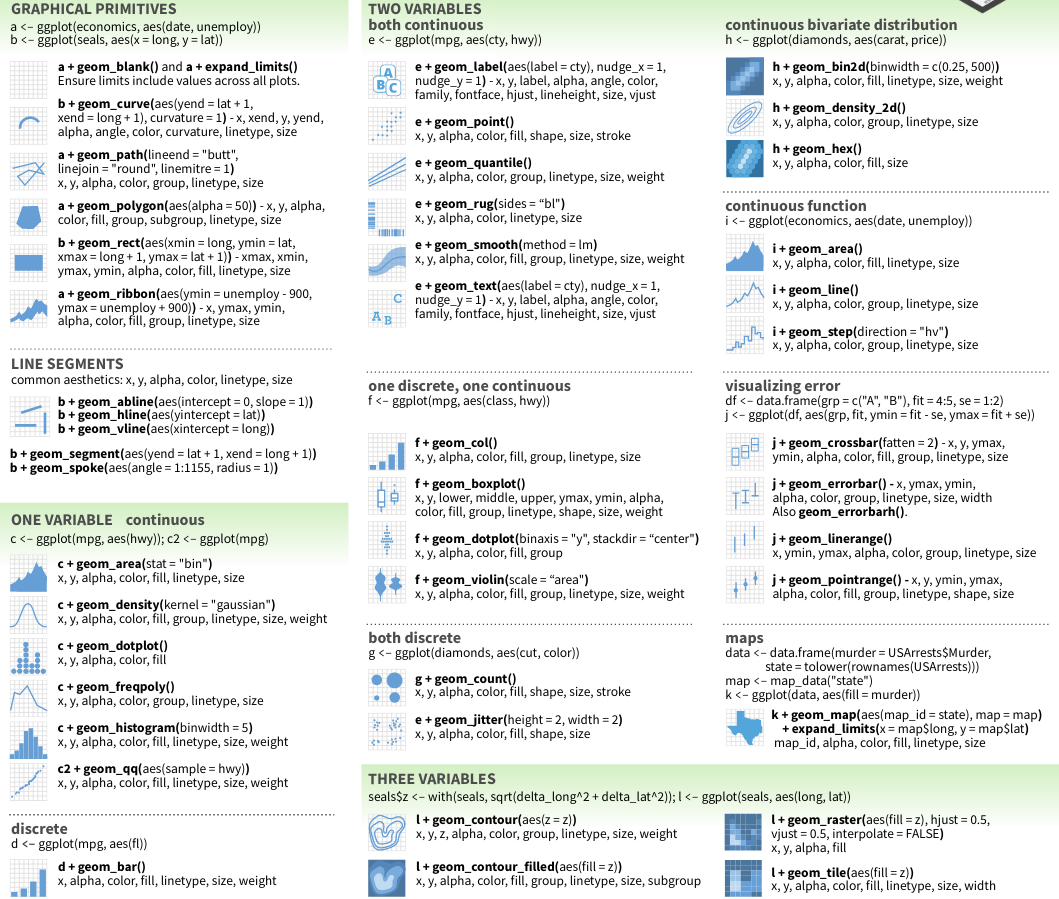 GRAPHICAL PRIMITIVES
a <- ggplot(economics, aes(date, unemploy))
b <- ggplot(seals, aes(x = long, y = lat))
a + geom_blank() and a + expand_limits()
Ensure limits include values across all plots.
b + geom_curve(aes(yend = lat + 1,
xend = long + 1), curvature = 1) - x, xend, y, yend,
alpha, angle, color, curvature, linetype, size
a + geom_path(lineend = "butt",
linejoin = "round", linemitre = 1)
x, y, alpha, color, group, linetype, size
a + geom_polygon(aes(alpha = 50)) - x, y, alpha,
color, fill, group, subgroup, linetype, size
b + geom_rect(aes(xmin = long, ymin = lat,
xmax = long + 1, ymax = lat + 1)) - xmax, xmin,
ymax, ymin, alpha, color, fill, linetype, size
a + geom_ribbon(aes(ymin = unemploy - 900,
ymax = unemploy + 900)) - x, ymax, ymin,
alpha, color, fill, group, linetype, size
LINE SEGMENTS
common aesthetics: x, y, alpha, color, linetype, size
b + geom_abline(aes(intercept = 0, slope = 1))
b + geom_hline(aes(yintercept = lat))
b + geom_vline(aes(xintercept = long))
b + geom_segment(aes(yend = lat + 1, xend = long + 1))
b + geom_spoke(aes(angle = 1:1155, radius = 1))
ONE VARIABLE continuous
c <- ggplot(mpg, aes(hwy)); c2 <- ggplot(mpg)
c + geom_area(stat = "bin")
x, y, alpha, color, fill, linetype, size
c + geom_density(kernel = "gaussian")
x, y, alpha, color, fill, group, linetype, size, weight
c + geom_dotplot()
x, y, alpha, color, fill
c + geom_freqpoly()
x, y, alpha, color, group, linetype, size
c + geom_histogram(binwidth = 5)
x, y, alpha, color, fill, linetype, size, weight
c2 + geom_qq(aes(sample = hwy))
x, y, alpha, color, fill, linetype, size, weight
discrete
d <- ggplot(mpg, aes(fl))
d + geom_bar()
x, alpha, color, fill, linetype, size, weight
TWO VARIABLES
both continuous
e <- ggplot(mpg, aes(cty, hwy))
A
B
C
e + geom_label(aes(label = cty), nudge_x = 1,
nudge_y = 1) - x, y, label, alpha, angle, color,
family, fontface, hjust, lineheight, size, vjust
e + geom_point()
x, y, alpha, color, fill, shape, size, stroke
e + geom_quantile()
x, y, alpha, color, group, linetype, size, weight
e + geom_rug(sides = “bl")
x, y, alpha, color, linetype, size
e + geom_smooth(method = lm)
x, y, alpha, color, fill, group, linetype, size, weight
C
A B
e + geom_text(aes(label = cty), nudge_x = 1,
nudge_y = 1) - x, y, label, alpha, angle, color,
family, fontface, hjust, lineheight, size, vjust
one discrete, one continuous
f <- ggplot(mpg, aes(class, hwy))
f + geom_col()
x, y, alpha, color, fill, group, linetype, size
f + geom_boxplot()
x, y, lower, middle, upper, ymax, ymin, alpha,
color, fill, group, linetype, shape, size, weight
f + geom_dotplot(binaxis = "y", stackdir = “center")
x, y, alpha, color, fill, group
f + geom_violin(scale = “area")
x, y, alpha, color, fill, group, linetype, size, weight
both discrete
g <- ggplot(diamonds, aes(cut, color))
g + geom_count()
x, y, alpha, color, fill, shape, size, stroke
e + geom_jitter(height = 2, width = 2)
x, y, alpha, color, fill, shape, size
continuous bivariate distribution
h <- ggplot(diamonds, aes(carat, price))
h + geom_bin2d(binwidth = c(0.25, 500))
x, y, alpha, color, fill, linetype, size, weight
h + geom_density_2d()
x, y, alpha, color, group, linetype, size
h + geom_hex()
x, y, alpha, color, fill, size
continuous function
i <- ggplot(economics, aes(date, unemploy))
i + geom_area()
x, y, alpha, color, fill, linetype, size
i + geom_line()
x, y, alpha, color, group, linetype, size
i + geom_step(direction = "hv")
x, y, alpha, color, group, linetype, size
visualizing error
df <- data.frame(grp = c("A", "B"), fit = 4:5, se = 1:2)
j <- ggplot(df, aes(grp, fit, ymin = fit - se, ymax = fit + se))
j + geom_crossbar(fatten = 2) - x, y, ymax,
ymin, alpha, color, fill, group, linetype, size
j + geom_errorbar() - x, ymax, ymin,
alpha, color, group, linetype, size, width
Also geom_errorbarh().
j + geom_linerange()
x, ymin, ymax, alpha, color, group, linetype, size
j + geom_pointrange() - x, y, ymin, ymax,
alpha, color, fill, group, linetype, shape, size
maps
data <- data.frame(murder = USArrests$Murder,
state = tolower(rownames(USArrests)))
map <- map_data("state")
k <- ggplot(data, aes(fill = murder))
k + geom_map(aes(map_id = state), map = map)
+ expand_limits(x = map$long, y = map$lat)
map_id, alpha, color, fill, linetype, size
THREE VARIABLES
seals$z <- with(seals, sqrt(delta_long^2 + delta_lat^2)); l <- ggplot(seals, aes(long, lat))
l + geom_contour(aes(z = z))
x, y, z, alpha, color, group, linetype, size, weight
l + geom_contour_filled(aes(fill = z))
x, y, alpha, color, fill, group, linetype, size, subgroup
l + geom_raster(aes(fill = z), hjust = 0.5,
vjust = 0.5, interpolate = FALSE)
x, y, alpha, fill
l + geom_tile(aes(fill = z))
x, y, alpha, color, fill, linetype, size, width